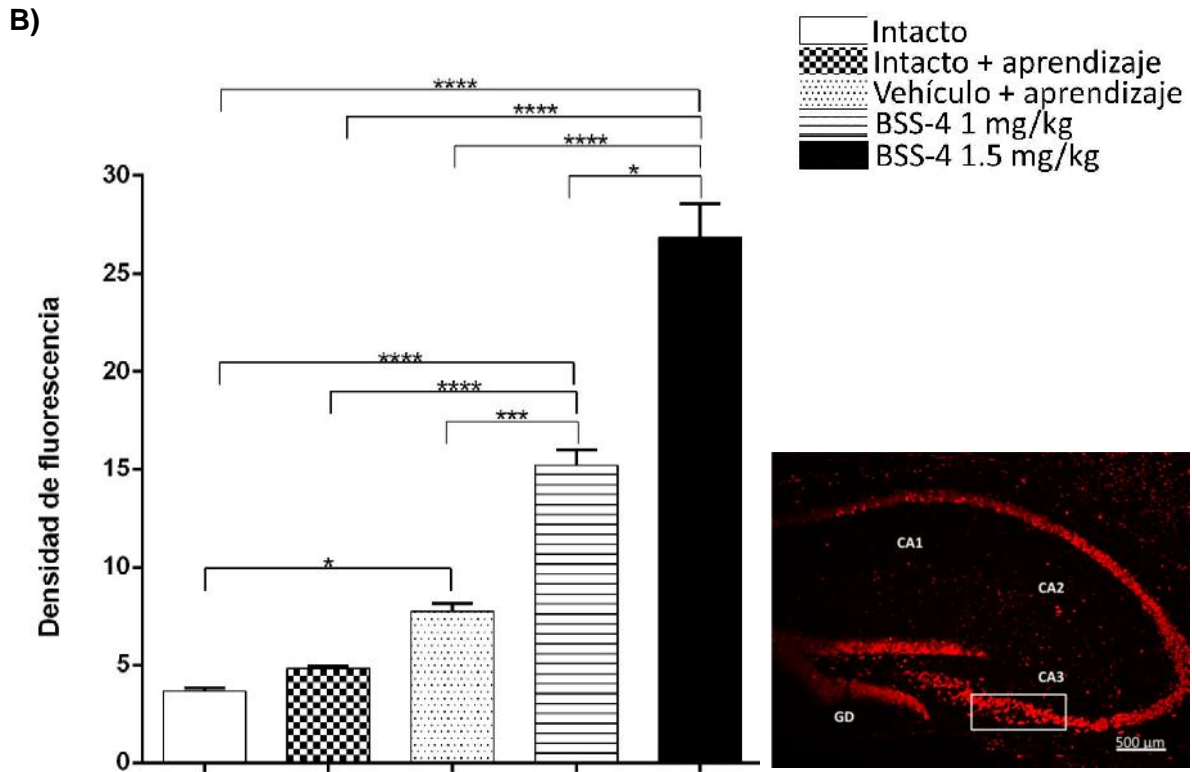 B)
Intacto
Intacto + aprendizaje
Vehículo + aprendizaje
BSS-4 1 mg/kg
BSS-4 1.5 mg/kg
****
****
****
*
****
****
***
*
Densidad de fluorescencia
30
25
20
15
10
5
0
CA1
CA2
CA3
GD
500 µm